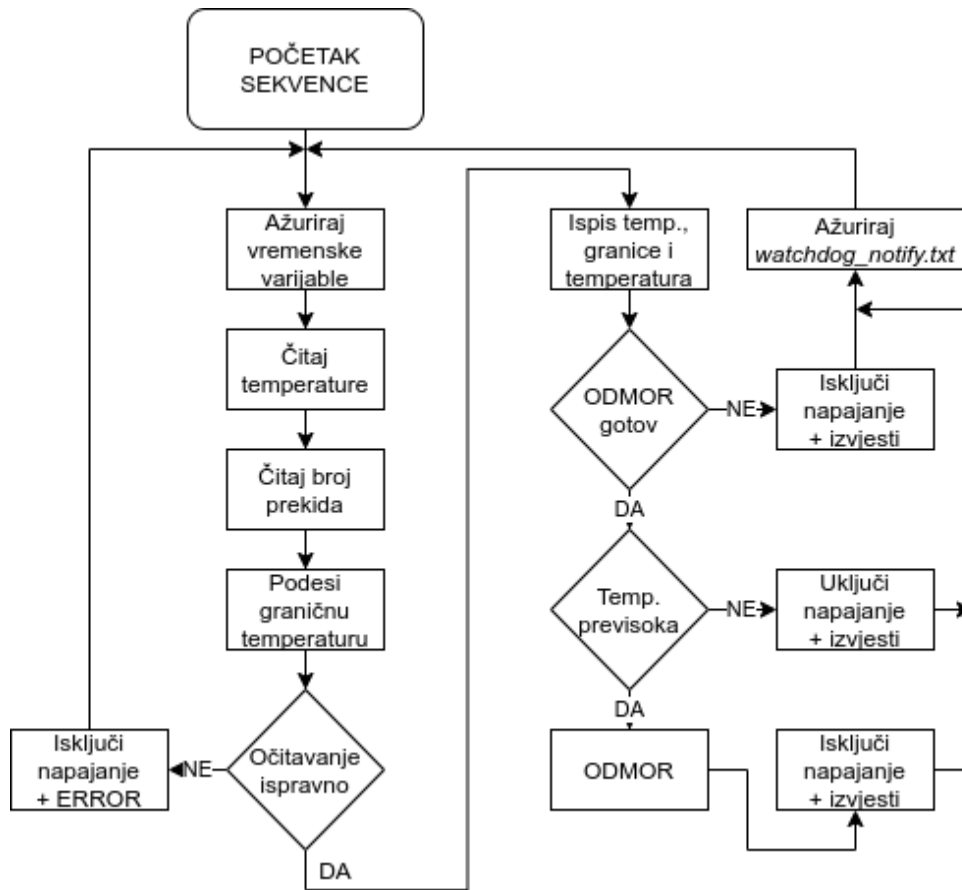 POČETAK
SEKVENCE
Ažuriraj
vremenske
varijable
Čitaj
temperature
Čitaj broj
prekida
Podesi
graničnu
temperaturu
Očitavanje
ispravno
NE
Isključi
napajanje
+ ERROR
DA
Ispis temp.,
granice i
temperatura
ODMOR
gotov
NE
Isključi
napajanje
+ izvjesti
Ažuriraj
watchdog_notify.txt
DA
Temp.
previsoka
NE
Uključi
napajanje
+ izvjesti
DA
ODMOR
Isključi
napajanje
+ izvjesti